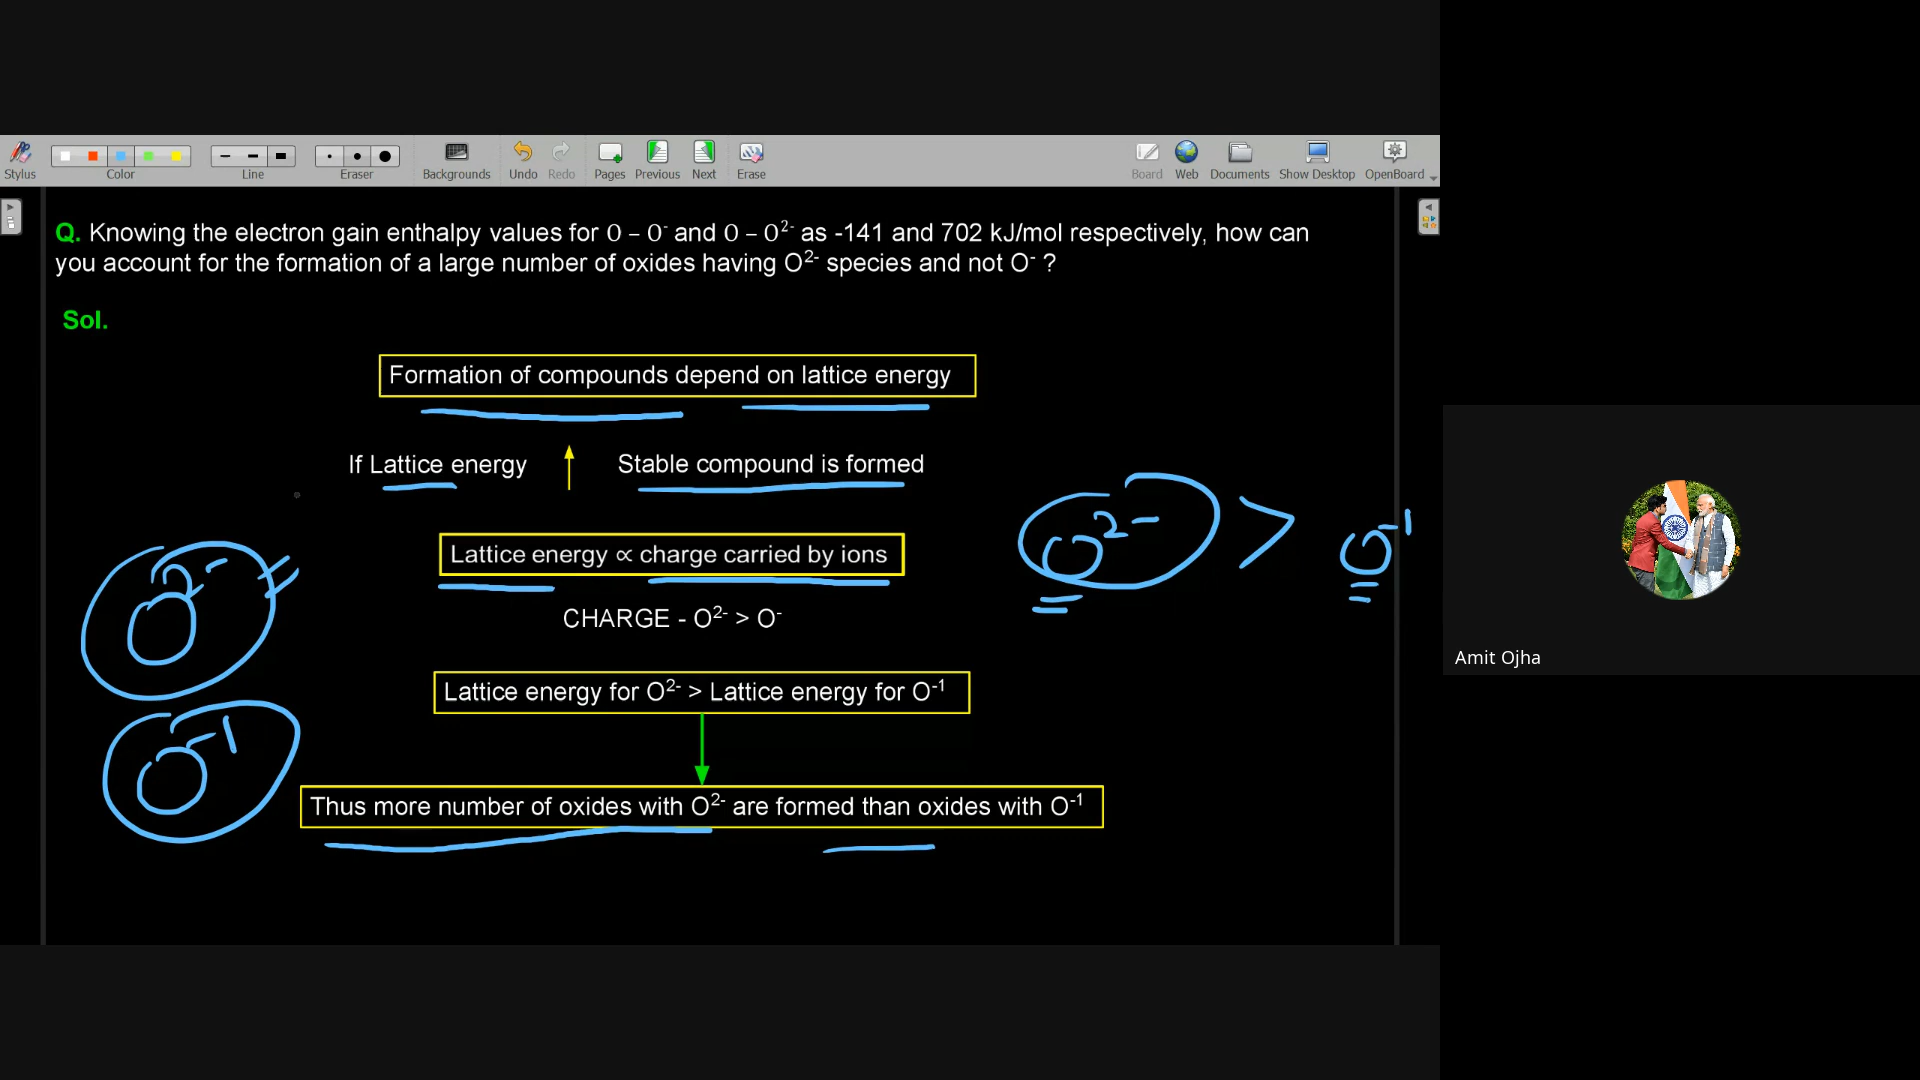 Stylus Color Line Eraser Backgrounds Undo Redo Pages Previous Next Erase Board Web Documents Show Desktop OpenBoard
Q. Knowing the electron gain enthalpy values for O – O⁻ and O – O²⁻ as -141 and 702 kJ/mol respectively, how can
you account for the formation of a large number of oxides having O²⁻ species and not O⁻ ?
Sol.
Formation of compounds depend on lattice energy
If Lattice energy Stable compound is formed
O²⁻ > O⁻¹
Lattice energy ∝ charge carried by ions
O²⁻
CHARGE - O²⁻ > O⁻
Amit Ojha
Lattice energy for O²⁻ > Lattice energy for O⁻¹
O⁻¹
Thus more number of oxides with O²⁻ are formed than oxides with O⁻¹